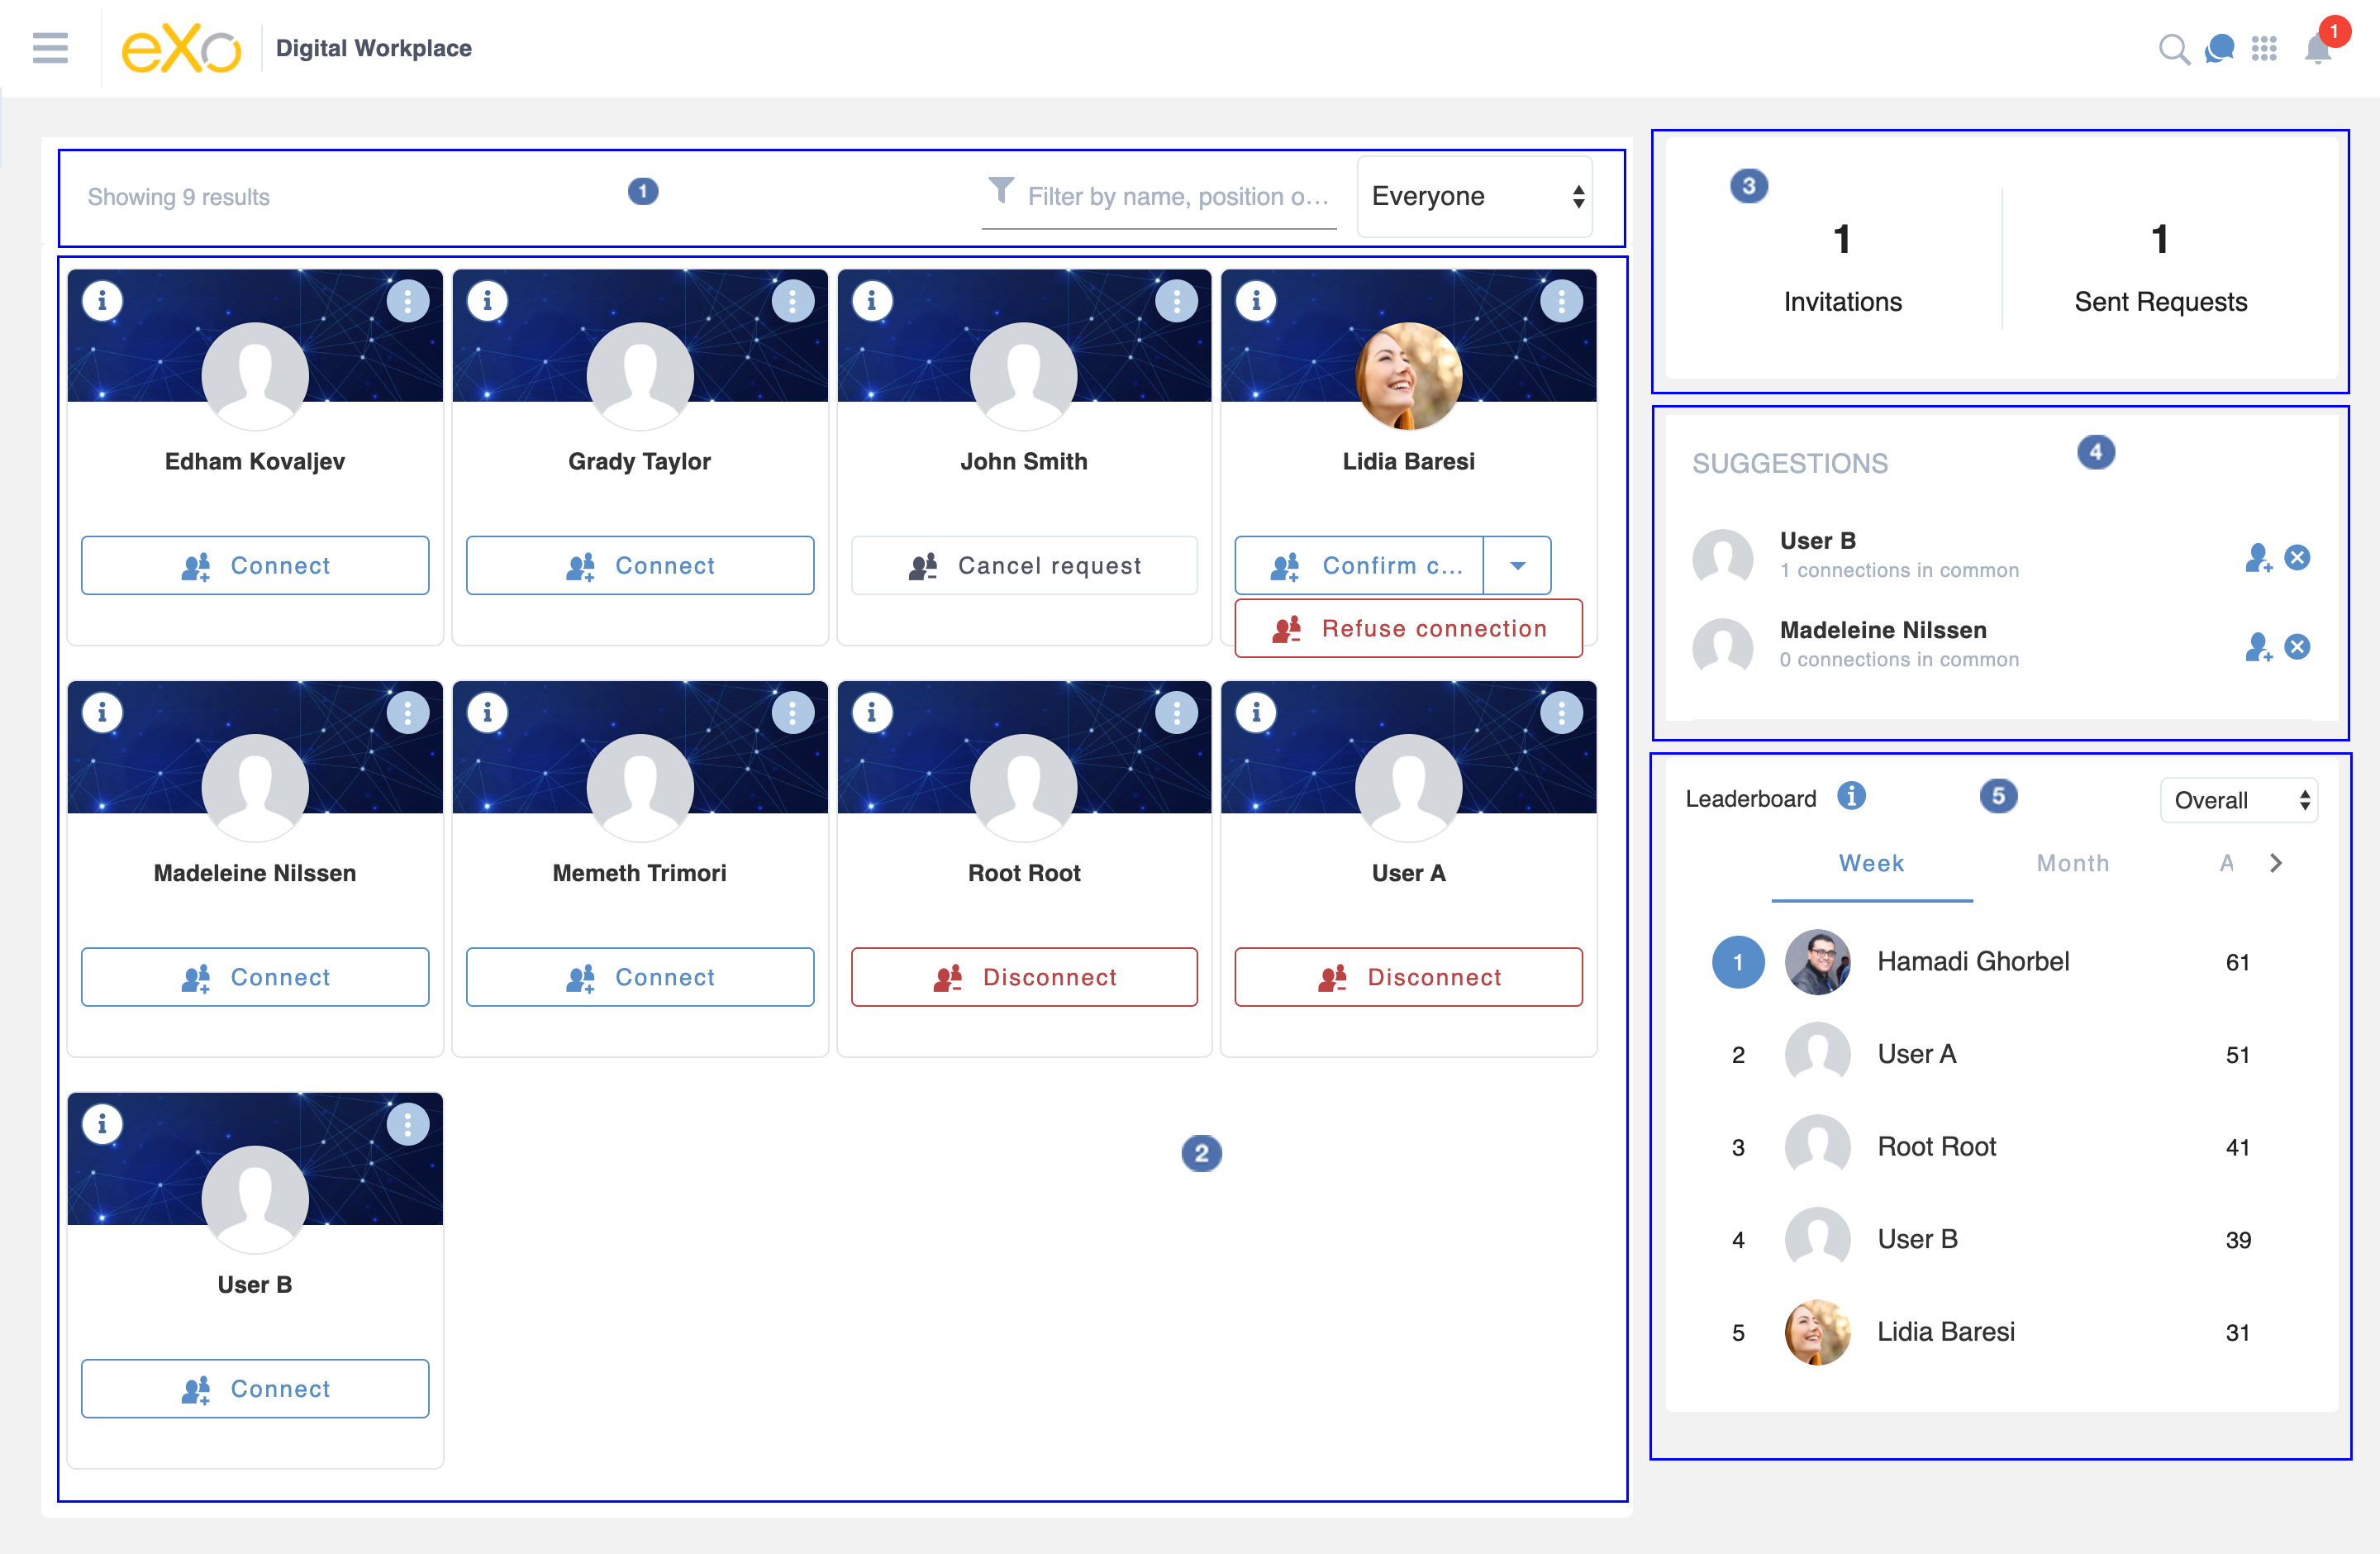 eXo Digital Workplace
1
Showing 9 results
1
Filter by name, position o...
Everyone
Edham Kovaljev
Connect
Grady Taylor
Connect
John Smith
Cancel request
Lidia Baresi
Confirm c...
Refuse connection
Madeleine Nilssen
Connect
Memeth Trimori
Connect
Root Root
Disconnect
User A
Disconnect
User B
Connect
2
3
1
Invitations
1
Sent Requests
SUGGESTIONS
4
User B
1 connections in common
Madeleine Nilssen
0 connections in common
Leaderboard
5
Overall
Week Month A
1 Hamadi Ghorbel 61
2 User A 51
3 Root Root 41
4 User B 39
5 Lidia Baresi 31